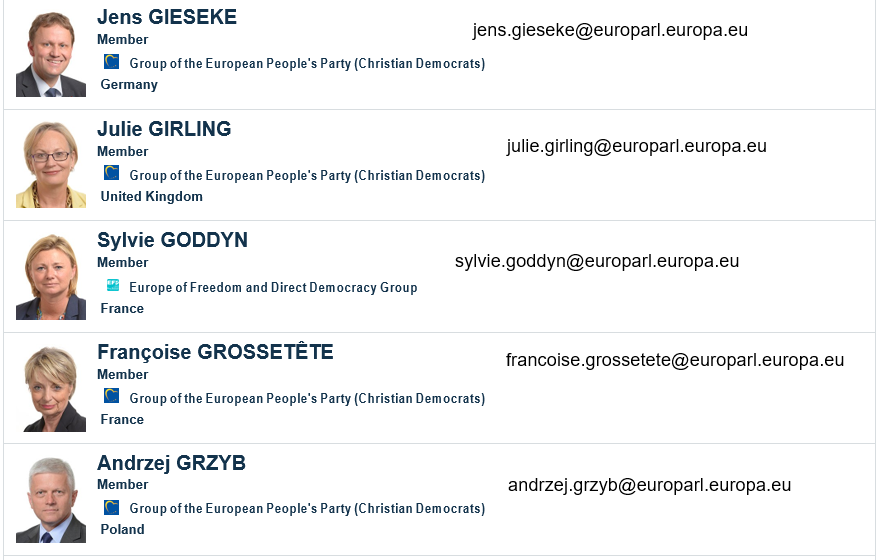 Jens GIESEKE
jens.gieseke@europarl.europa.eu
Member
Group of the European People's Party (Christian Democrats)
Germany
Julie GIRLING
julie.girling@europarl.europa.eu
Member
Group of the European People's Party (Christian Democrats)
United Kingdom
Sylvie GODDYN
Member
sylvie.goddyn@europarl.europa.eu
Europe of Freedom and Direct Democracy Group
France
Françoise GROSSETÊTE
francoise.grossetete@europarl.europa.eu
Member
Group of the European People's Party (Christian Democrats)
France
Andrzej GRZYB
Member
andrzej.grzyb@europarl.europa.eu
Group of the European People's Party (Christian Democrats)
Poland